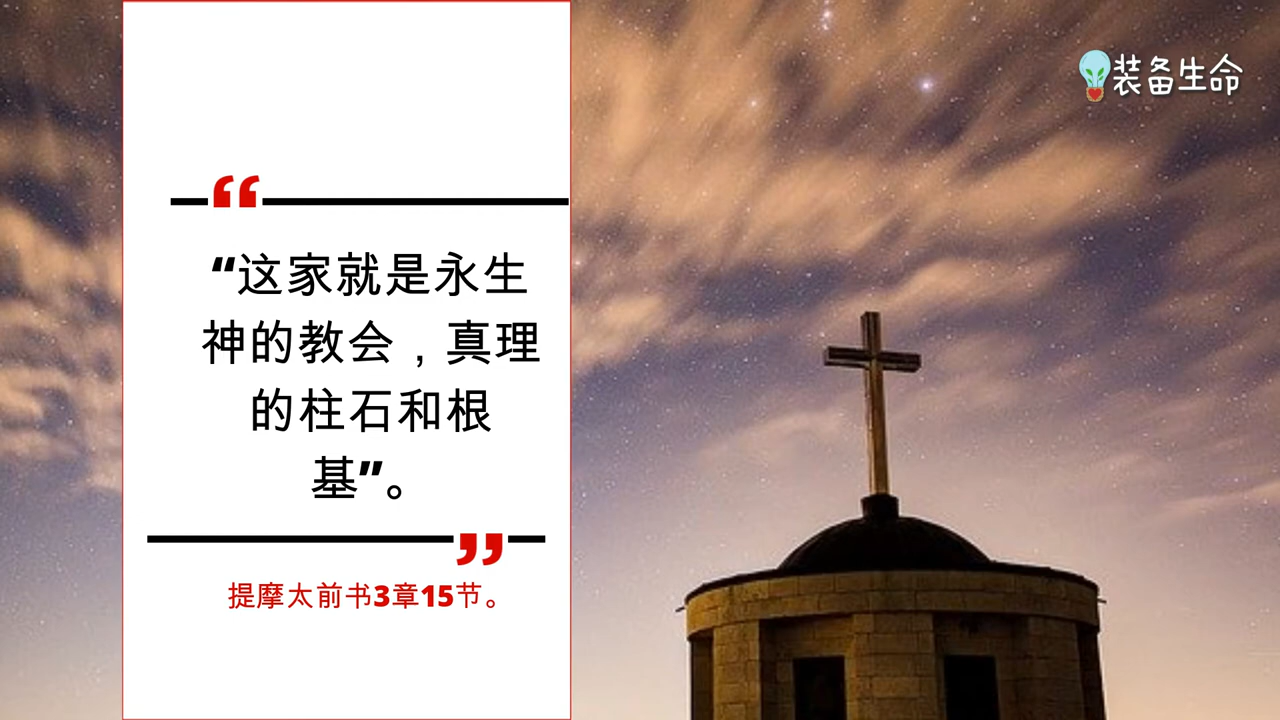 装备生命
“这家就是永生
神的教会，真理
的柱石和根
基”。
提摩太前书3章15节。